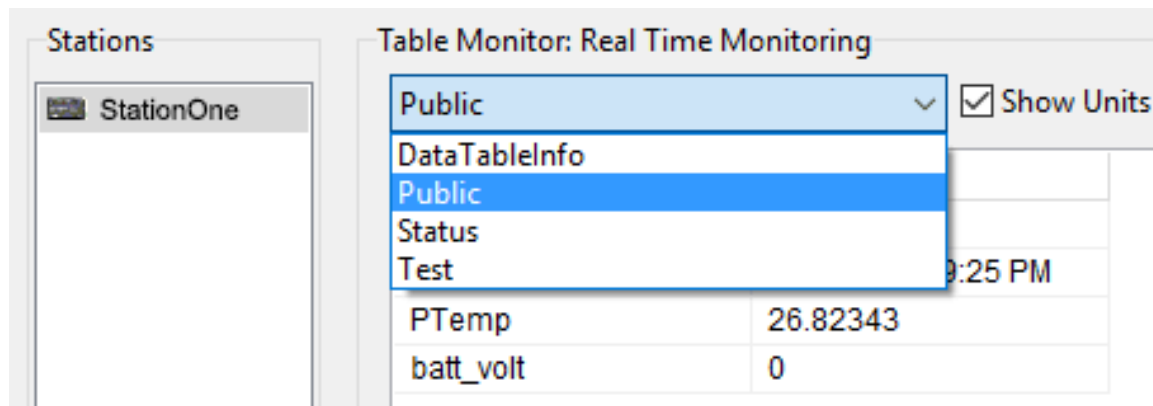 Stations
Table Monitor: Real Time Monitoring
StationOne
Public
Show Units
DataTableInfo
Public
Status
Test
:25 PM
PTemp 26.82343
batt_volt 0